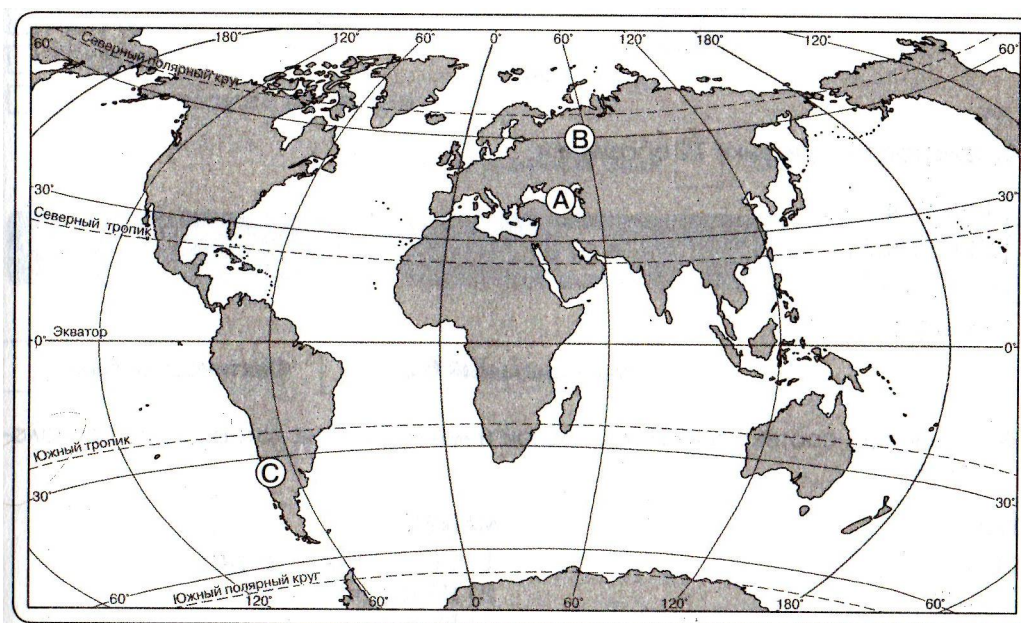 180° 120° 60° 0° 60° 120° 180° 120°
60° Северный полярный круг 60°
B
30° A 30°
Северный тропик
Экватор
0° 0°
Южный тропик
C
30° 30°
Южный полярный круг
60° 120° 60° 0° 60° 120° 180° 60°